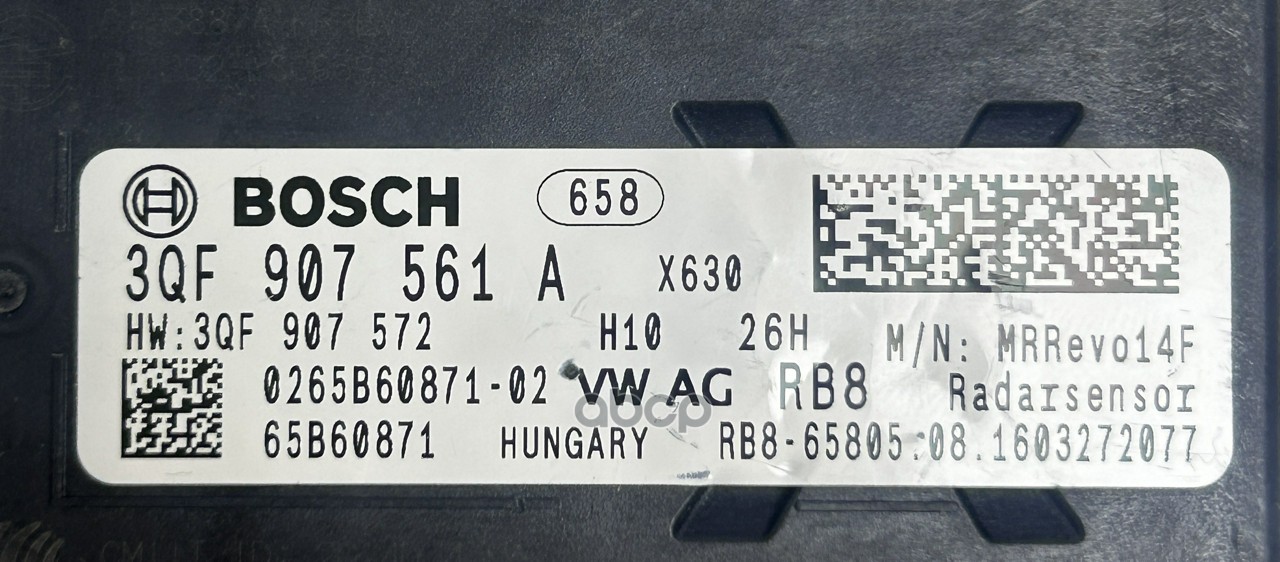 BOSCH 658
3QF 907 561 A X630
HW:3QF 907 572 H10 26H M/N: MRRevo14F
0265B60871-02 VW AG RB8 Radarsensor
abcp
65B60871 HUNGARY RB8-65805:08.1603272077